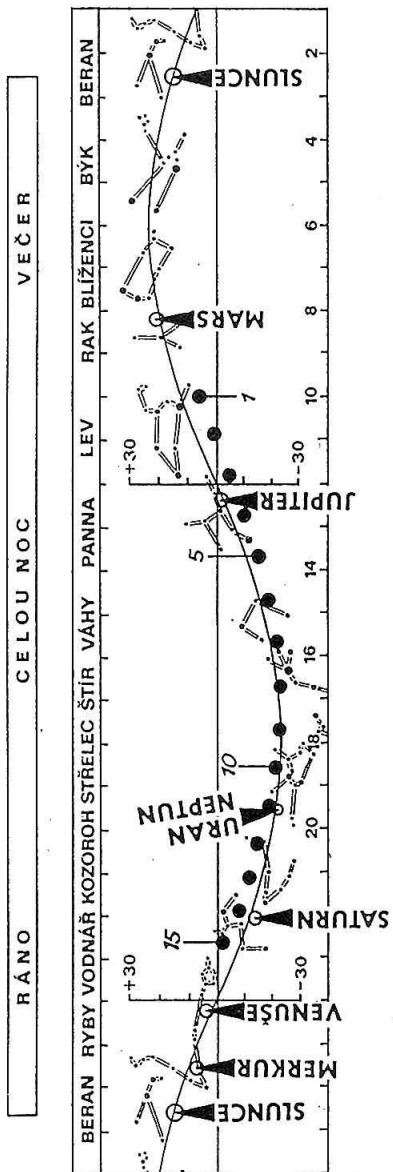 RÁNO CELOU NOC VEČER
BERAN RYBY VODNÁŘ KOZOROH STŘELEC ŠTÍR VÁHY PANNA LEV RAK BLÍŽENCI BÝK BERAN
+30 +30
15 10 5 1
SLUNCE
MERKUR
VENUŠE
SATURN
URAN
NEPTUN
JUPITER
MARS
SLUNCE
-30 -30
20 18 16 14 10 8 6 4 2